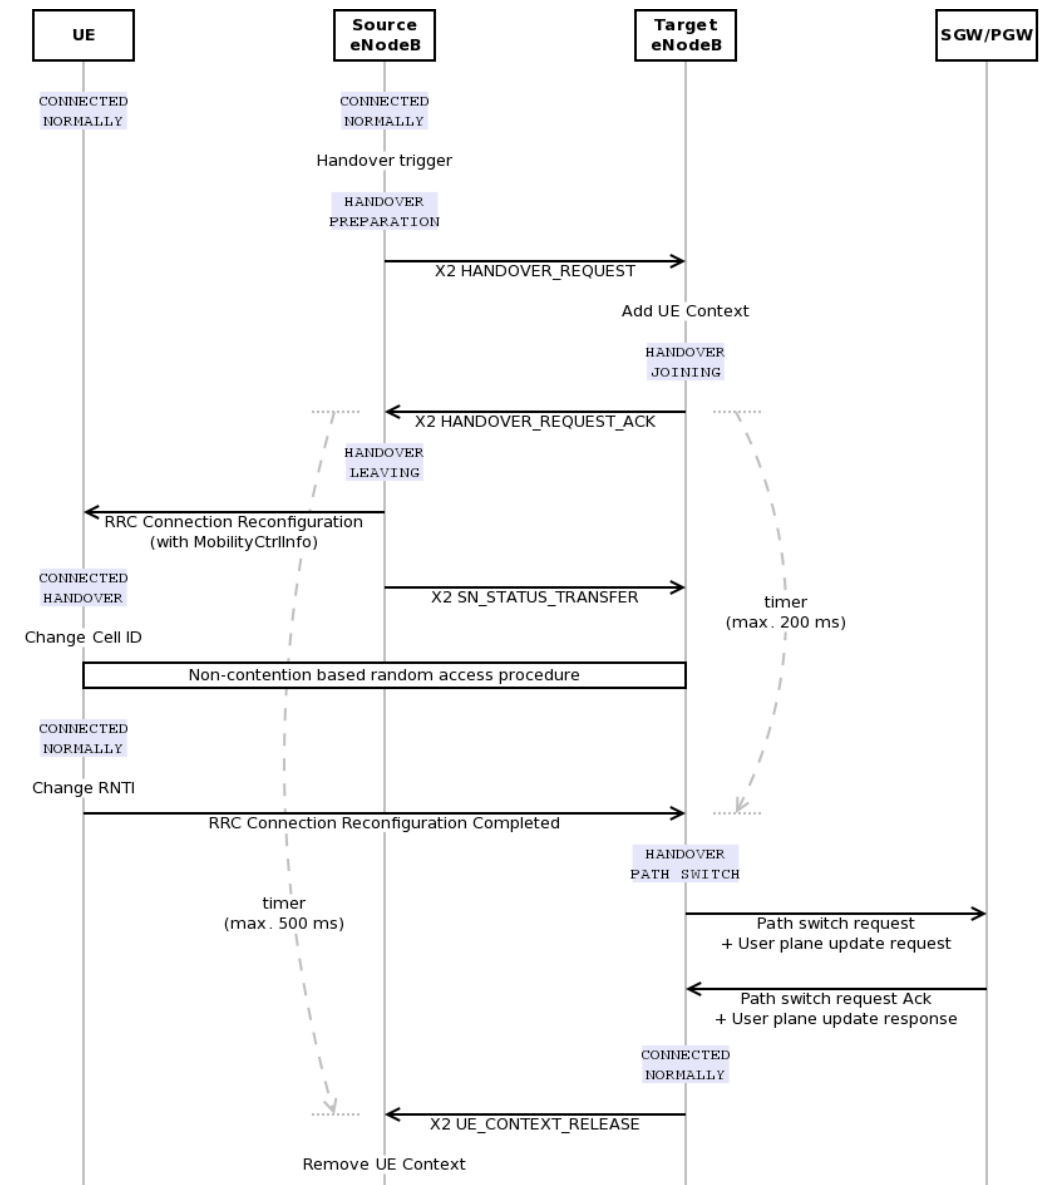 UE
Source
eNodeB
Target
eNodeB
SGW/PGW
CONNECTED
NORMALLY
CONNECTED
NORMALLY
Handover trigger
HANDOVER
PREPARATION
X2 HANDOVER_REQUEST
Add UE Context
HANDOVER
JOINING
X2 HANDOVER_REQUEST_ACK
HANDOVER
LEAVING
RRC Connection Reconfiguration
(with MobilityCtrlInfo)
CONNECTED
HANDOVER
X2 SN_STATUS_TRANSFER
timer
(max. 200 ms)
Change Cell ID
Non-contention based random access procedure
CONNECTED
NORMALLY
Change RNTI
RRC Connection Reconfiguration Completed
HANDOVER
PATH SWITCH
timer
(max. 500 ms)
Path switch request
+ User plane update request
Path switch request Ack
+ User plane update response
CONNECTED
NORMALLY
X2 UE_CONTEXT_RELEASE
Remove UE Context